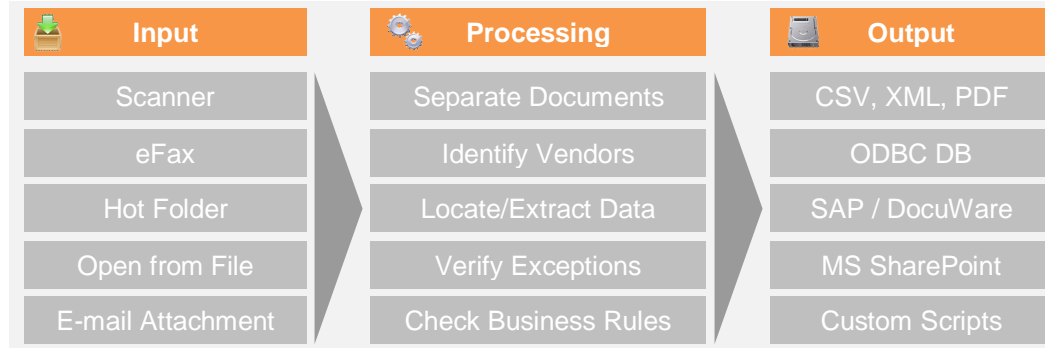 Input
Scanner
eFax
Hot Folder
Open from File
E-mail Attachment
Processing
Separate Documents
Identify Vendors
Locate/Extract Data
Verify Exceptions
Check Business Rules
Output
CSV, XML, PDF
ODBC DB
SAP / DocuWare
MS SharePoint
Custom Scripts